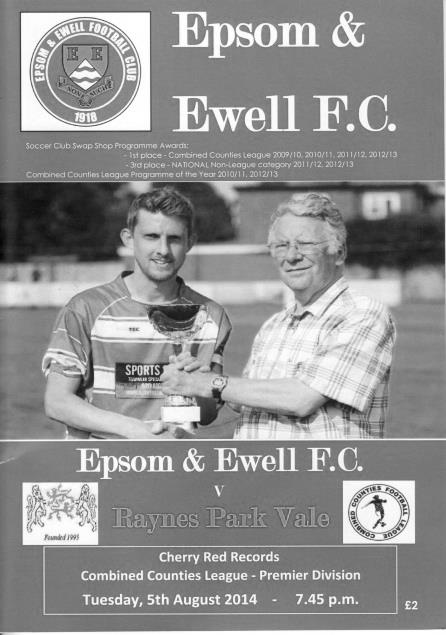 Epsom &
Ewell F.C.
EPSOM & EWELL FOOTBALL CLUB
E E
NON SUCH
1918
Soccer Club Swap Shop Programme Awards:
- 1st place - Combined Counties League 2009/10, 2010/11, 2011/12, 2012/13
- 3rd place - NATIONAL Non-League category 2011/12, 2012/13
Combined Counties League Programme of the Year 2010/11, 2012/13
SPORTS
Epsom & Ewell F.C.
v
Raynes Park Vale
Founded 1995
COMBINED COUNTIES FOOTBALL LEAGUE
Cherry Red Records
Combined Counties League - Premier Division
Tuesday, 5th August 2014 - 7.45 p.m.
£2